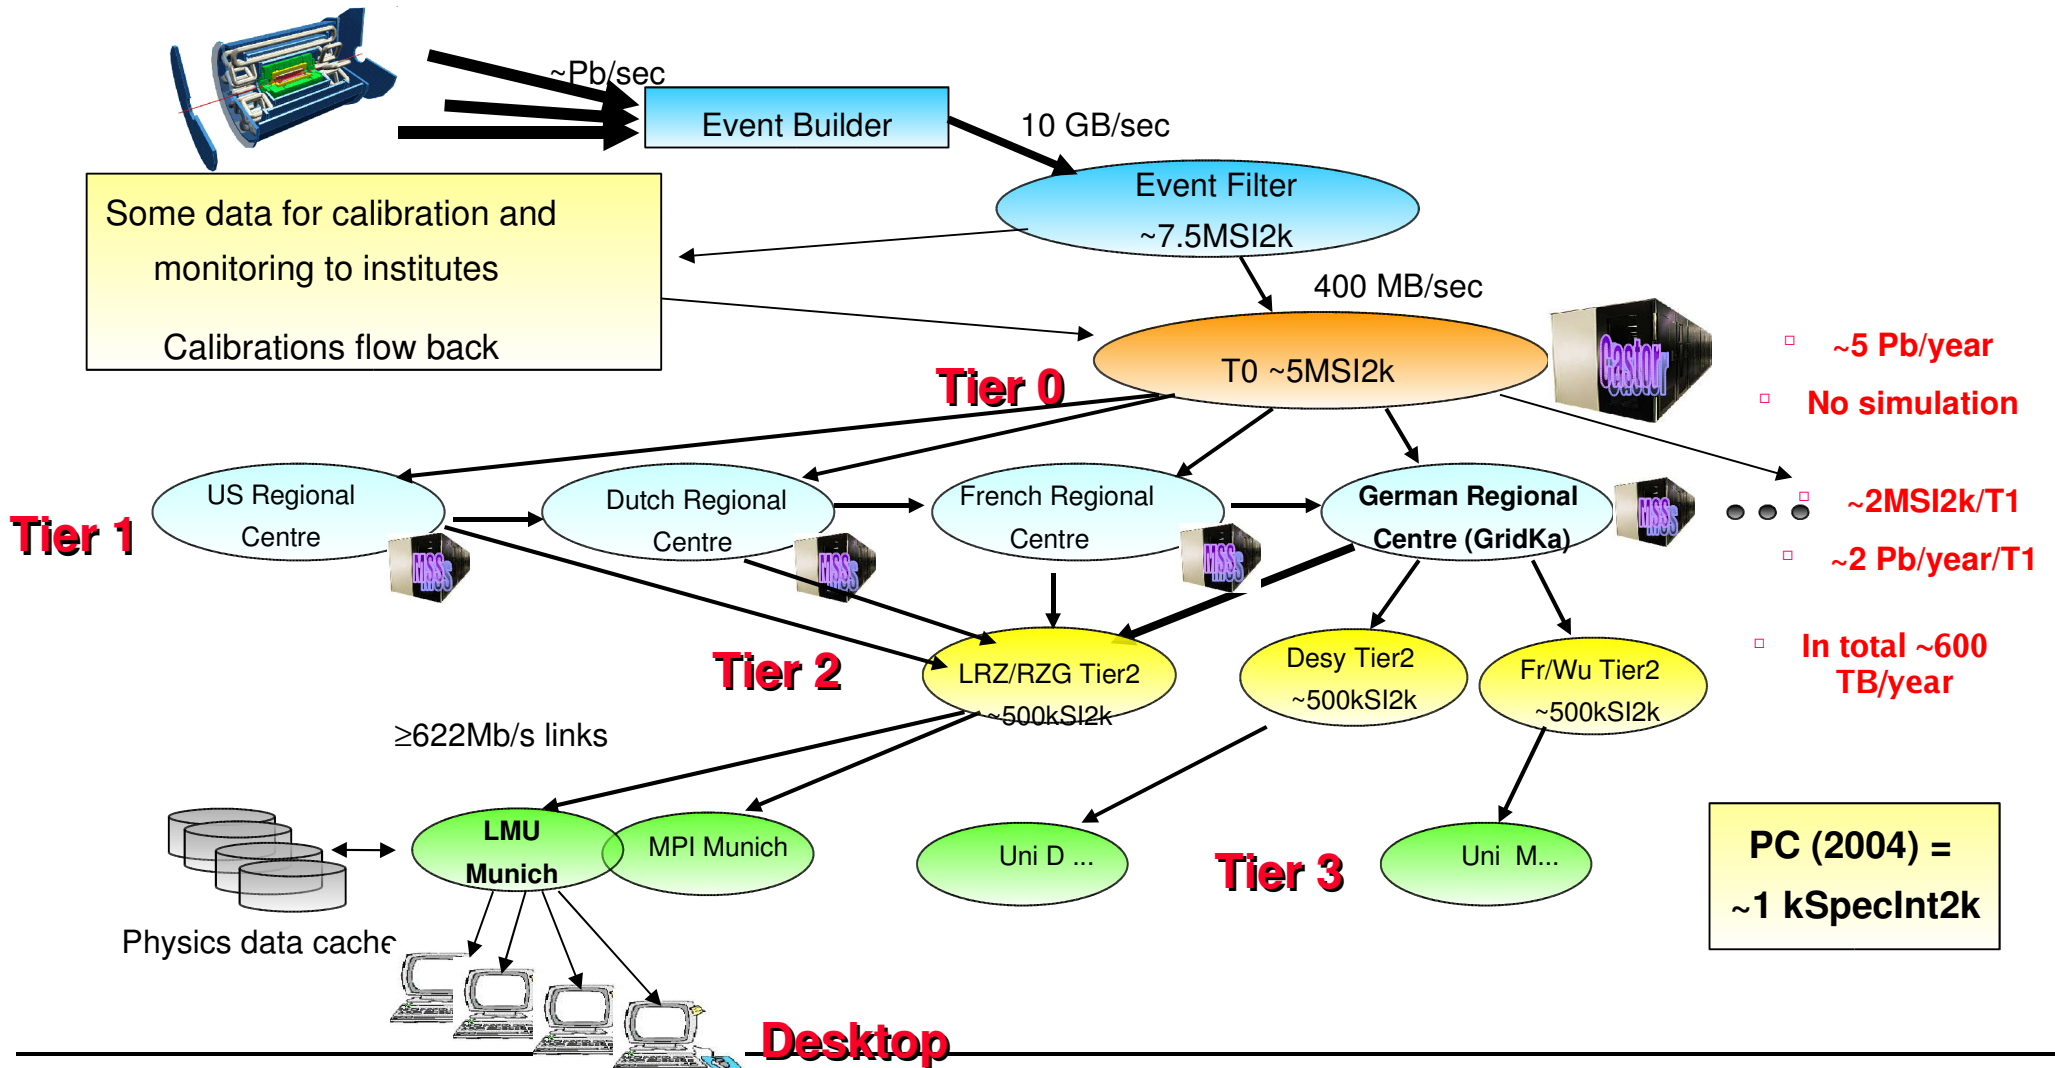 ~Pb/sec
Event Builder
10 GB/sec
Event Filter
~7.5MSI2k
Some data for calibration and
monitoring to institutes
Calibrations flow back
400 MB/sec
T0 ~5MSI2k
Castor
~5 Pb/year
No simulation
Tier 0
US Regional
Centre
MSS
Dutch Regional
Centre
MSS
French Regional
Centre
MSS
German Regional
Centre (GridKa)
MSS
~2MSI2k/T1
~2 Pb/year/T1
Tier 1
Tier 2
LRZ/RZG Tier2
~500kSI2k
Desy Tier2
~500kSI2k
Fr/Wu Tier2
~500kSI2k
In total ~600
TB/year
≥622Mb/s links
LMU
Munich
MPI Munich
Uni D ...
Tier 3
Uni M...
PC (2004) =
~1 kSpecInt2k
Physics data cache
Desktop